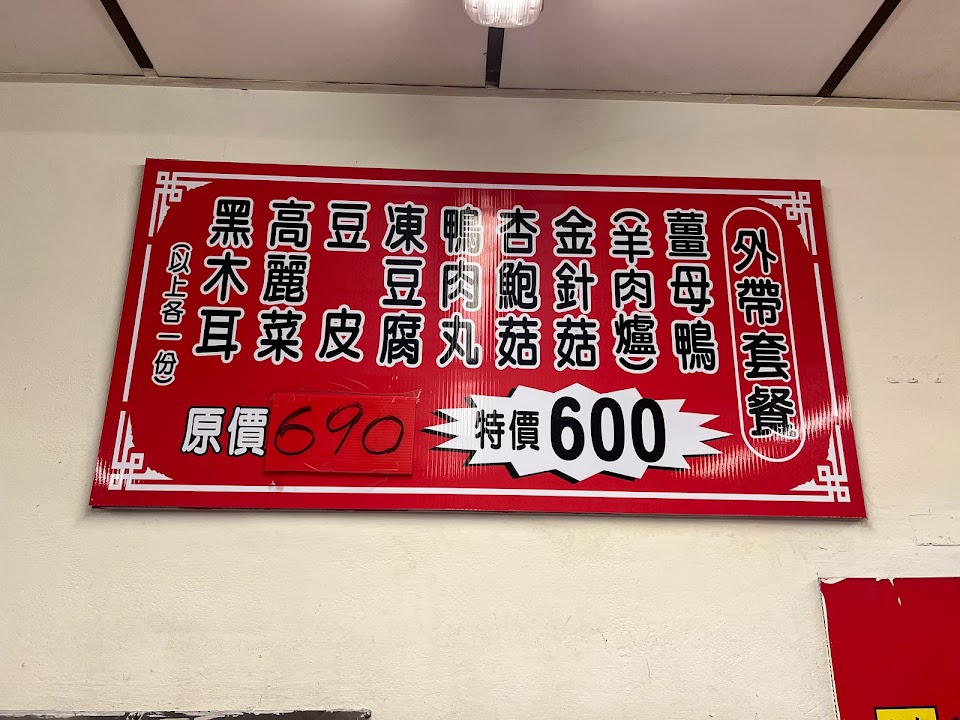 外帶套餐
薑母鴨
(羊肉爐)
金針菇
杏鮑菇
鴨肉丸
凍豆腐
豆皮
高麗菜
黑木耳
(以上各一份)
原價690
特價600